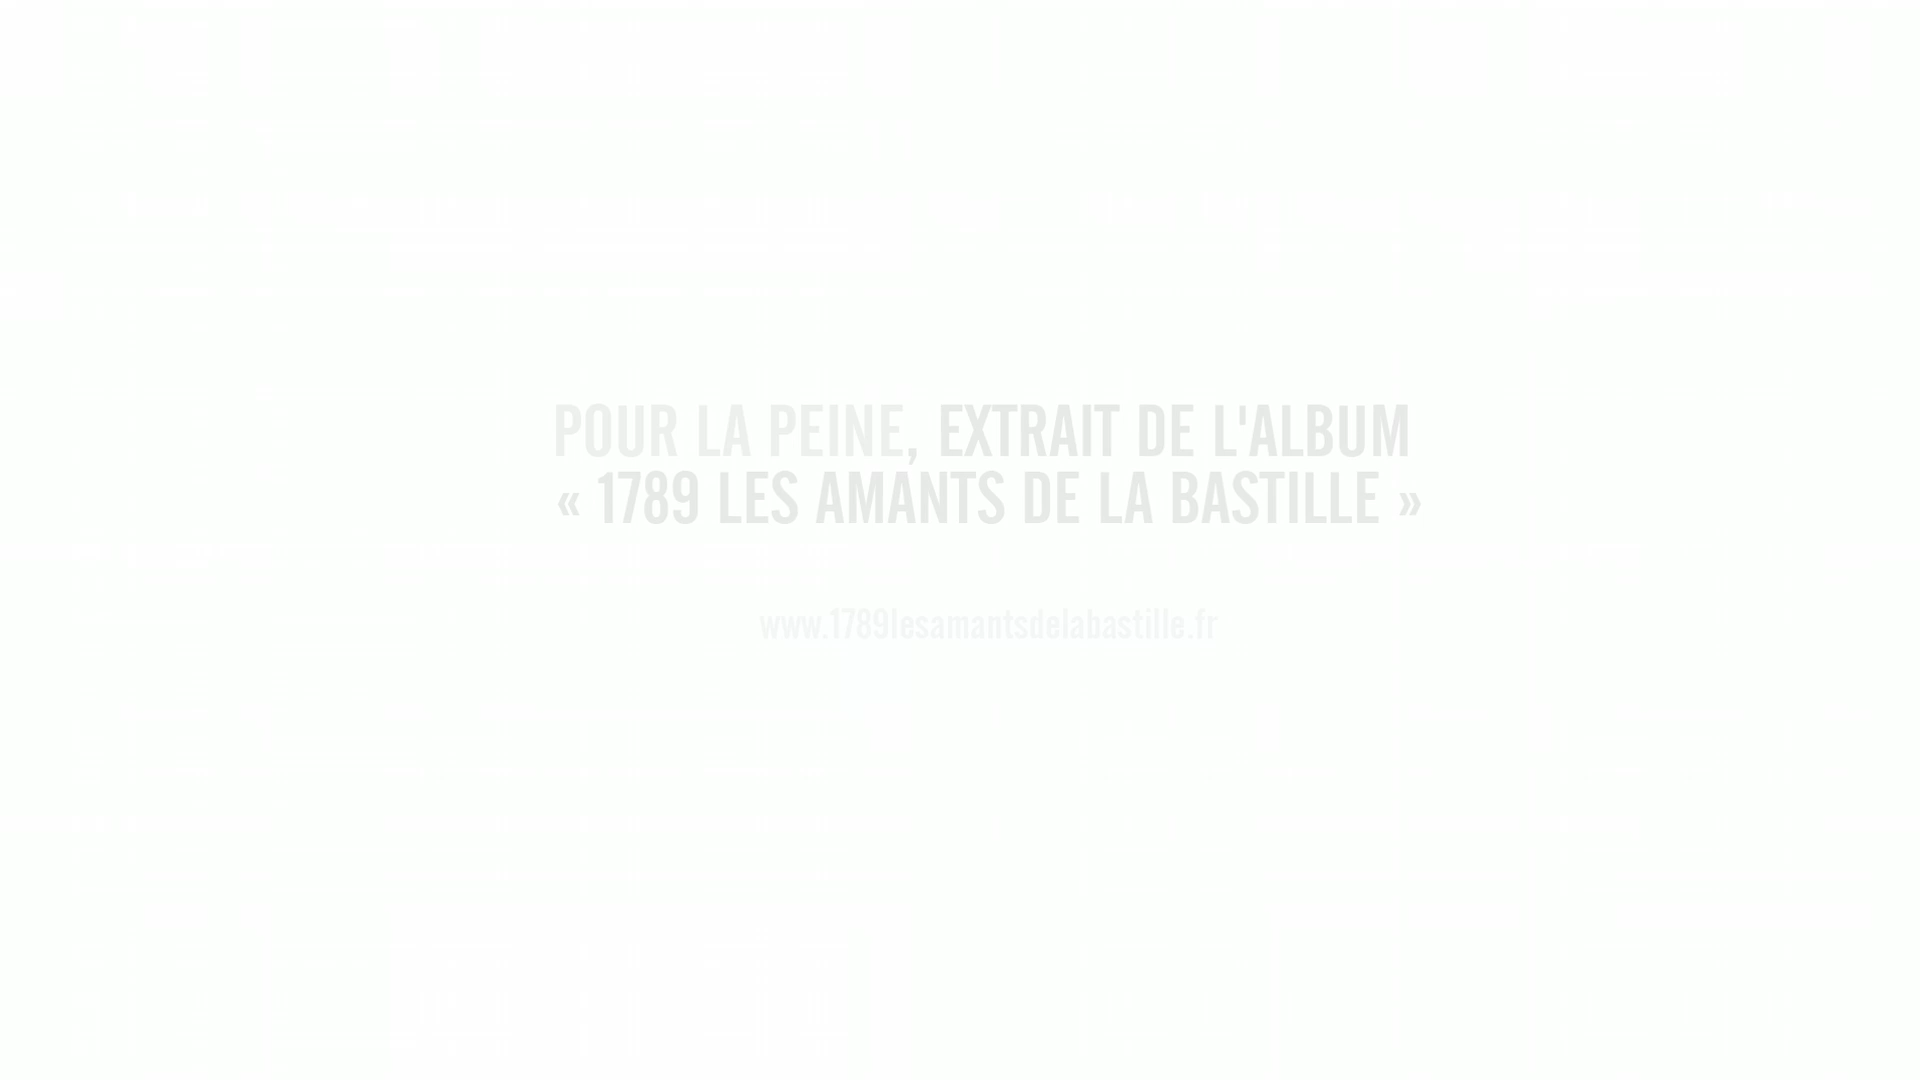 POUR LA PEINE, EXTRAIT DE L'ALBUM
« 1789 LES AMANTS DE LA BASTILLE »
www.1789lesamantsdelabastille.fr